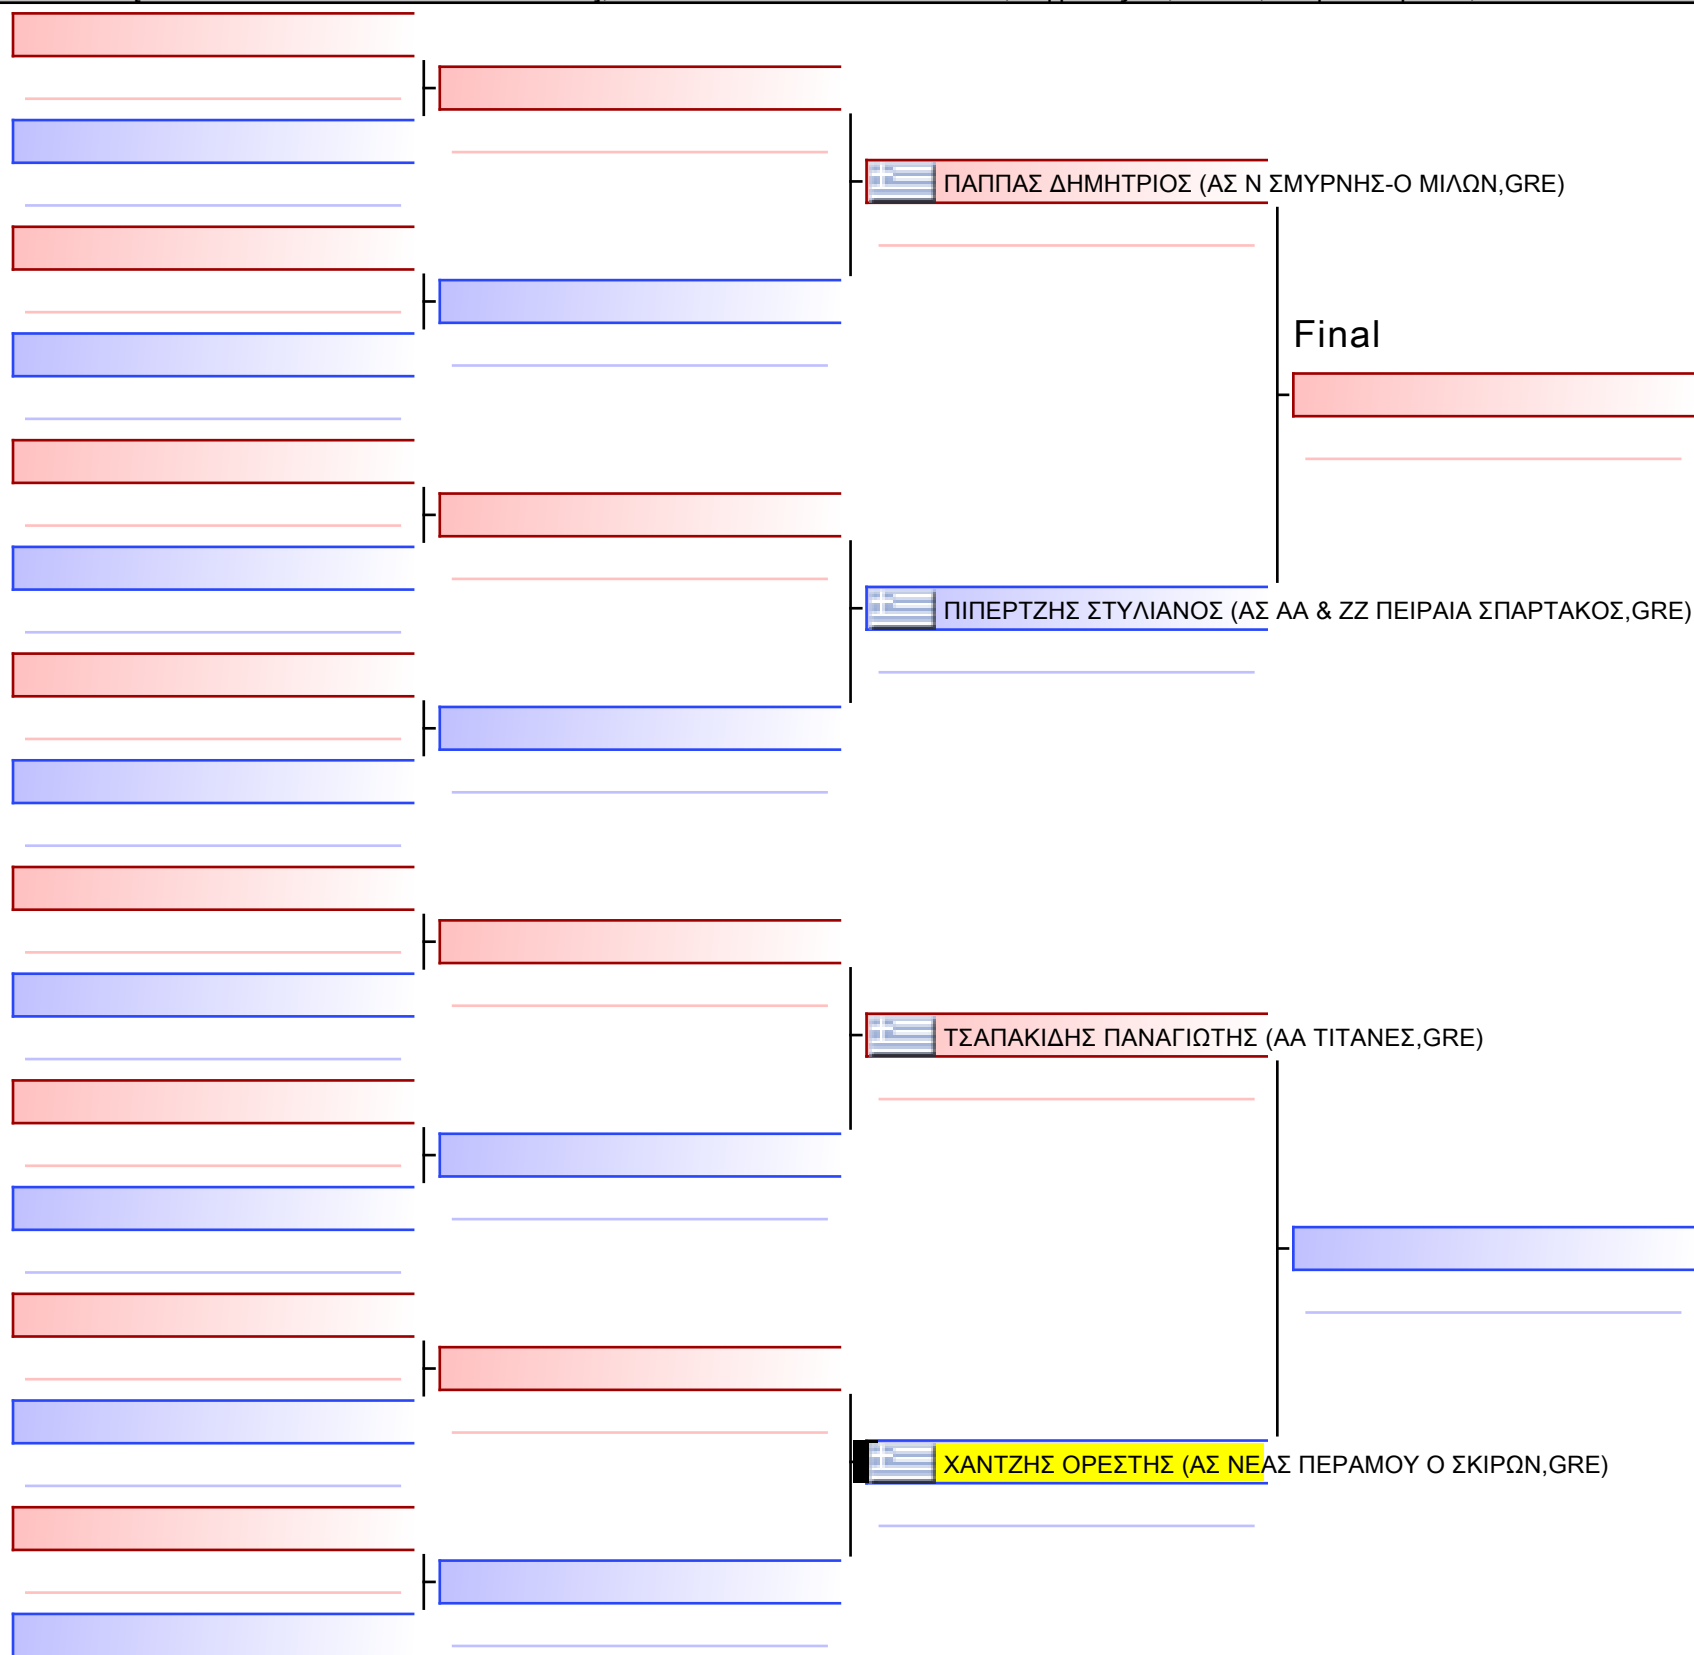 ΠΑΠΠΑΣ ΔΗΜΗΤΡΙΟΣ (ΑΣ Ν ΣΜΥΡΝΗΣ-Ο ΜΙΛΩΝ,GRE)
Final
ΠΙΠΕΡΤΖΗΣ ΣΤΥΛΙΑΝΟΣ (ΑΣ ΑΑ & ΖΖ ΠΕΙΡΑΙΑ ΣΠΑΡΤΑΚΟΣ,GRE)
ΤΣΑΠΑΚΙΔΗΣ ΠΑΝΑΓΙΩΤΗΣ (ΑΑ ΤΙΤΑΝΕΣ,GRE)
ΧΑΝΤΖΗΣ ΟΡΕΣΤΗΣ (ΑΣ ΝΕΑΣ ΠΕΡΑΜΟΥ Ο ΣΚΙΡΩΝ,GRE)